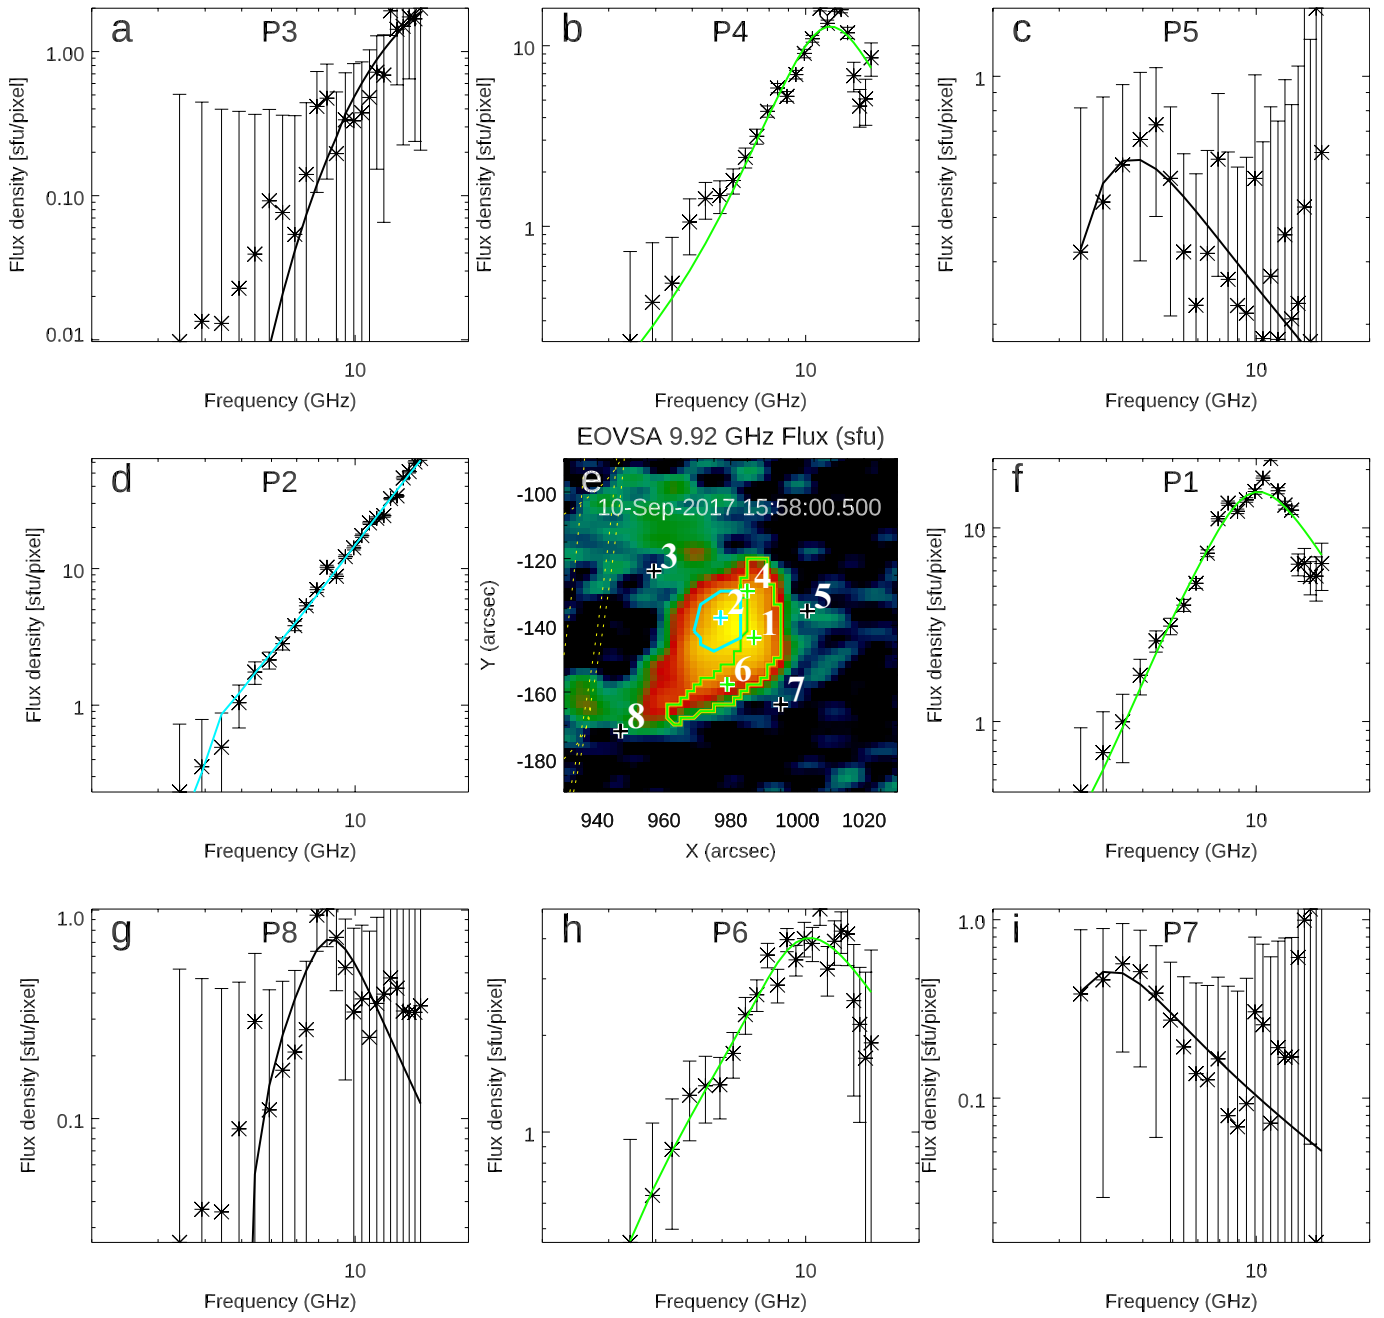 a P3
1.00
0.10
0.01
Flux density [sfu/pixel]
10
Frequency (GHz)
b P4
10
1
Flux density [sfu/pixel]
10
Frequency (GHz)
c P5
1
Flux density [sfu/pixel]
10
Frequency (GHz)
d P2
10
1
Flux density [sfu/pixel]
10
Frequency (GHz)
EOVSA 9.92 GHz Flux (sfu)
e
10-Sep-2017 15:58:00.500
-100
-120
-140
-160
-180
Y (arcsec)
3
4
2
5
1
6
7
8
940 960 980 1000 1020
X (arcsec)
f P1
10
1
Flux density [sfu/pixel]
10
Frequency (GHz)
g P8
1.0
0.1
Flux density [sfu/pixel]
10
Frequency (GHz)
h P6
1
Flux density [sfu/pixel]
10
Frequency (GHz)
i P7
1.0
0.1
Flux density [sfu/pixel]
10
Frequency (GHz)